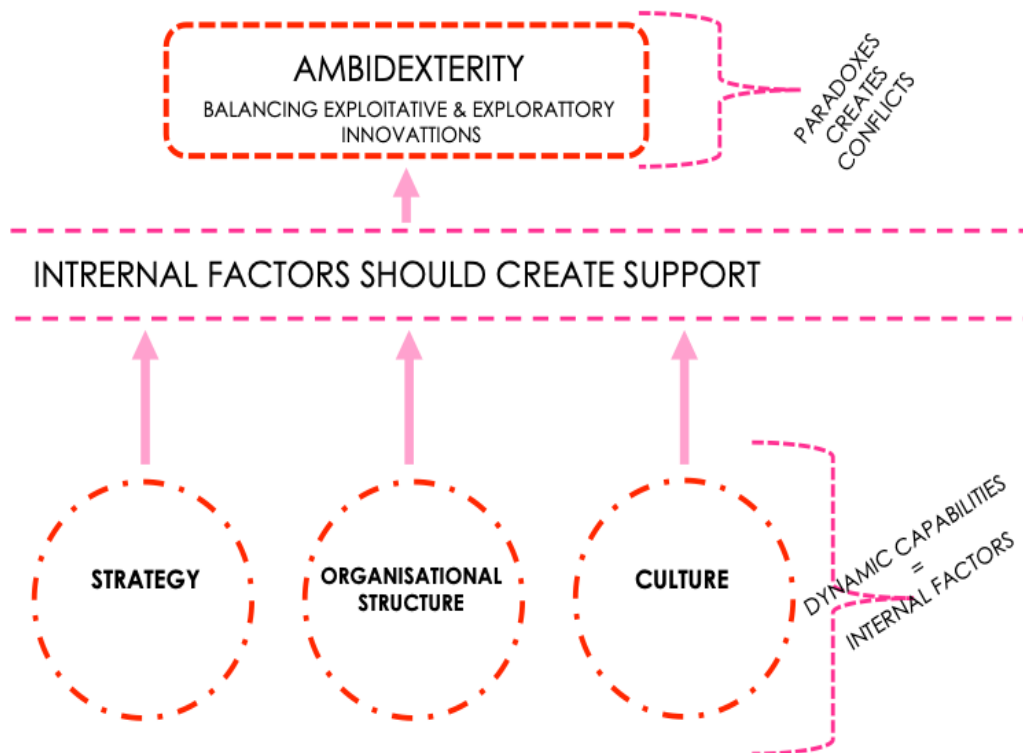 AMBIDEXTERITY
BALANCING EXPLOITATIVE & EXPLORATTORY
INNOVATTIONS
PARADOXES
CREATES
CONFLICTS
INTRERNAL FACTORS SHOULD CREATE SUPPORT
STRATEGY
ORGANISATIONAL
STRUCTURE
CULTURE
DYNAMIC CAPABILITIES
=
INTERNAL FACTORS